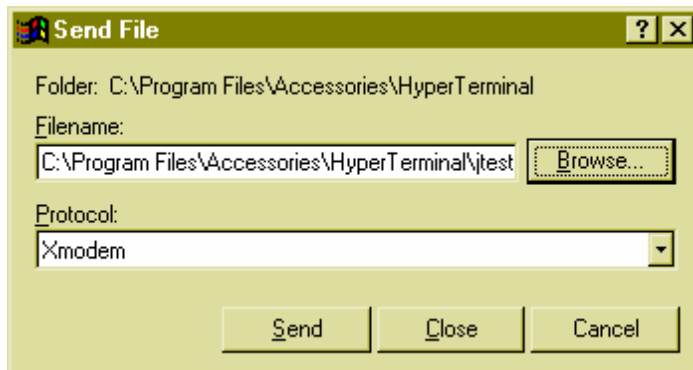 Send File
Folder: C:\Program Files\Accessories\HyperTerminal
Filename:
C:\Program Files\Accessories\HyperTerminal\jtest Browse...
Protocol:
Xmodem
Send Close Cancel